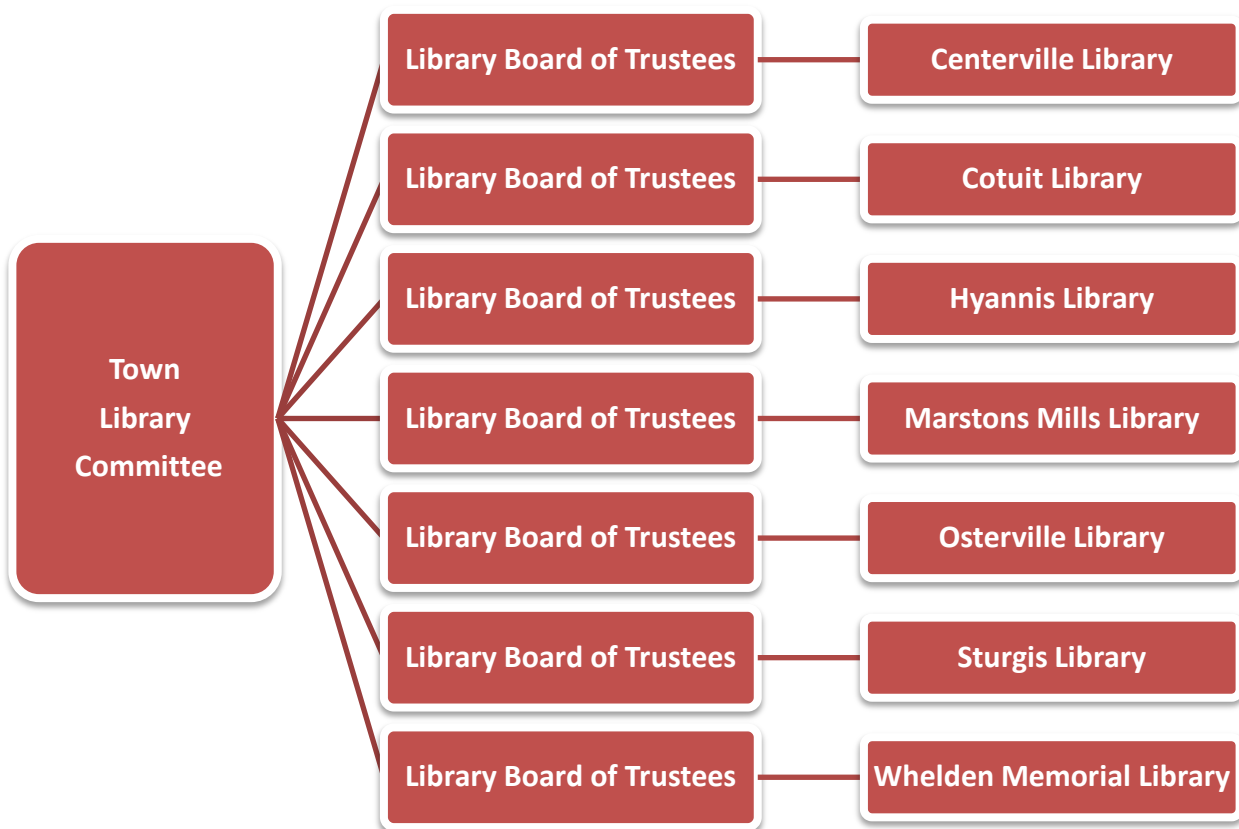 Town
Library
Committee
Library Board of Trustees
Centerville Library
Library Board of Trustees
Cotuit Library
Library Board of Trustees
Hyannis Library
Library Board of Trustees
Marstons Mills Library
Library Board of Trustees
Osterville Library
Library Board of Trustees
Sturgis Library
Library Board of Trustees
Whelden Memorial Library